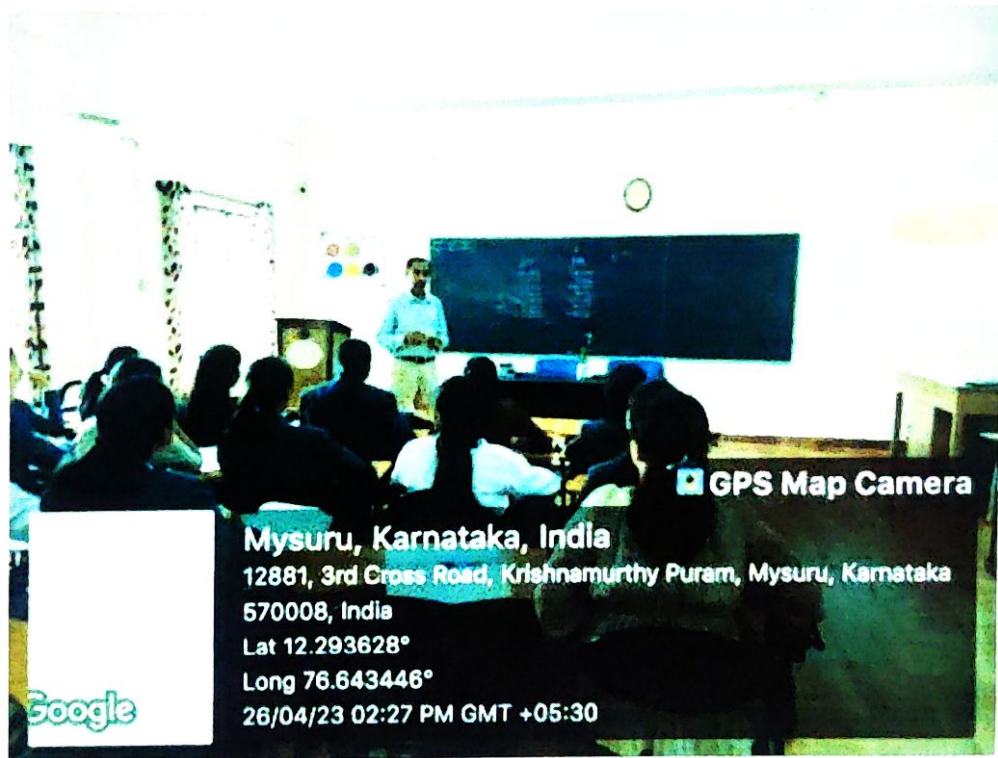 GPS Map Camera
Mysuru, Karnataka, India
12881, 3rd Cross Road, Krishnamurthy Puram, Mysuru, Karnataka
570008, India
Lat 12.293628°
Long 76.643446°
26/04/23 02:27 PM GMT +05:30
Google